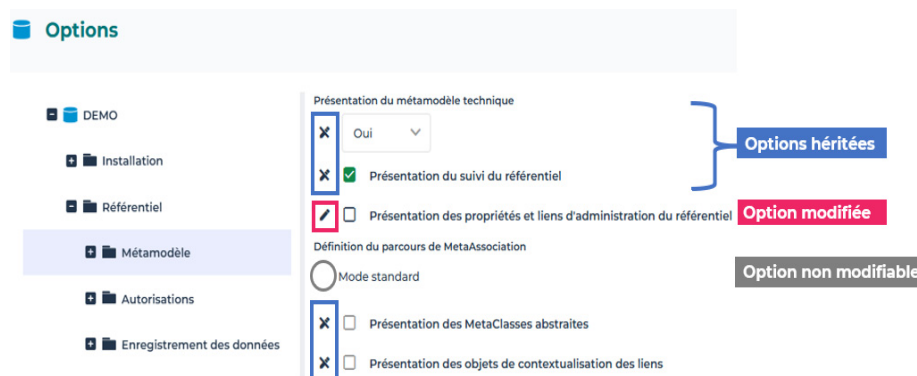 Options
DEMO
Installation
Référentiel
Métamodèle
Autorisations
Enregistrement des données
Présentation du métamodèle technique
Oui
Présentation du suivi du référentiel
Présentation des propriétés et liens d'administration du référentiel
Définition du parcours de MetaAssociation
Mode standard
Présentation des MetaClasses abstraites
Présentation des objets de contextualisation des liens
Options héritées
Option modifiée
Option non modifiable